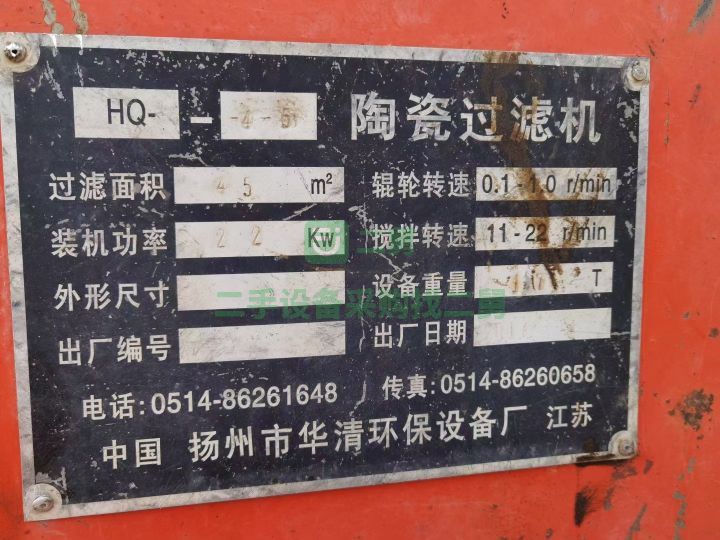 HQ- — -4-5 陶瓷过滤机
过滤面积 45 m² 辊轮转速 0.1-1.0 r/min
装机功率 22 Kw 搅拌转速 11-22 r/min
外形尺寸 设备重量 T
二手设备采购找二舅
出厂编号 出厂日期
电话:0514-86261648 传真:0514-86260658
中国 扬州市华清环保设备厂 江苏